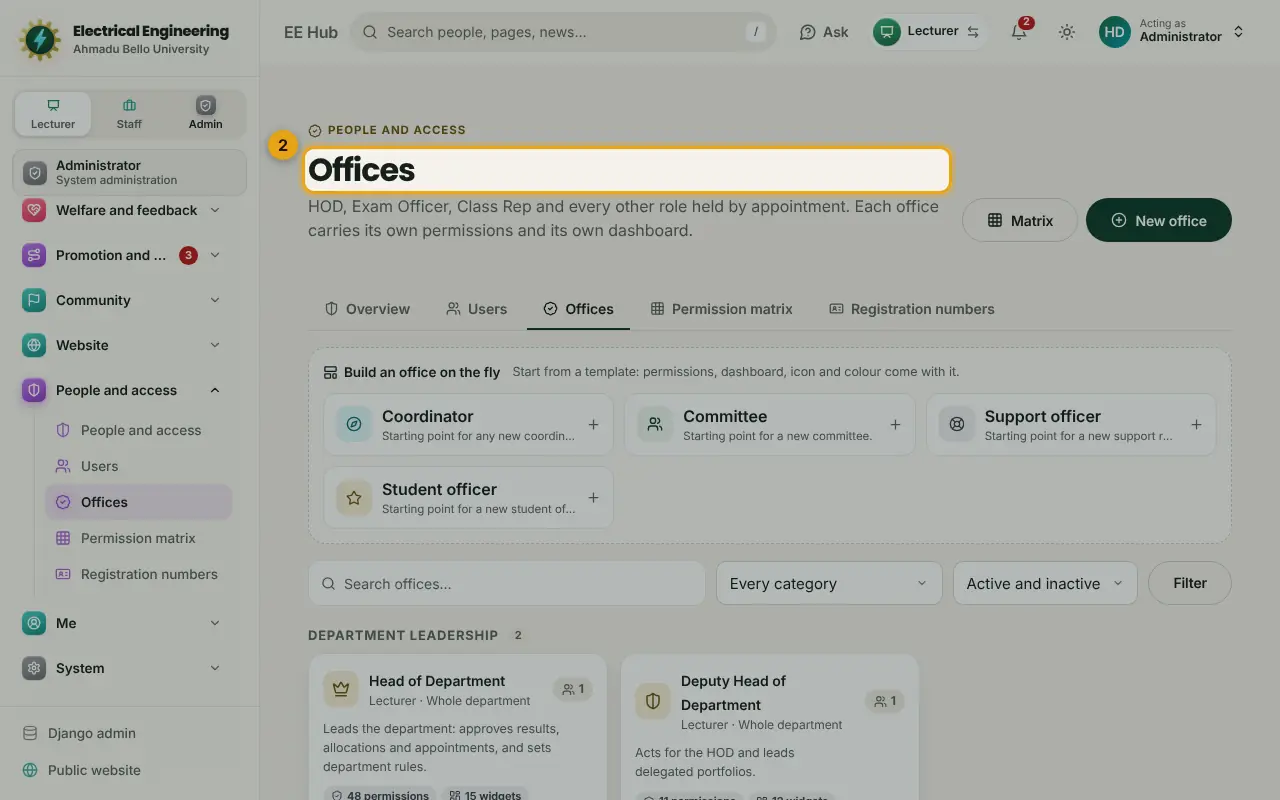 Electrical Engineering
Ahmadu Bello University
EE Hub
Search people, pages, news...
/
Ask
Lecturer
2
HD
Acting as
Administrator
Lecturer
Staff
Admin
Administrator
System administration
Welfare and feedback
Promotion and ...
3
Community
Website
People and access
People and access
Users
Offices
Permission matrix
Registration numbers
Me
System
Django admin
Public website
PEOPLE AND ACCESS
2
Offices
HOD, Exam Officer, Class Rep and every other role held by appointment. Each office
carries its own permissions and its own dashboard.
Matrix
New office
Overview
Users
Offices
Permission matrix
Registration numbers
Build an office on the fly
Start from a template: permissions, dashboard, icon and colour come with it.
Coordinator
Starting point for any new coordin...
Committee
Starting point for a new committee.
Support officer
Starting point for a new support r...
Student officer
Starting point for a new student of...
Search offices...
Every category
Active and inactive
Filter
DEPARTMENT LEADERSHIP 2
Head of Department
Lecturer · Whole department
1
Leads the department: approves results,
allocations and appointments, and sets
department rules.
48 permissions
15 widgets
Deputy Head of
Department
Lecturer · Whole department
1
Acts for the HOD and leads
delegated portfolios.
11 permissions
12 widgets